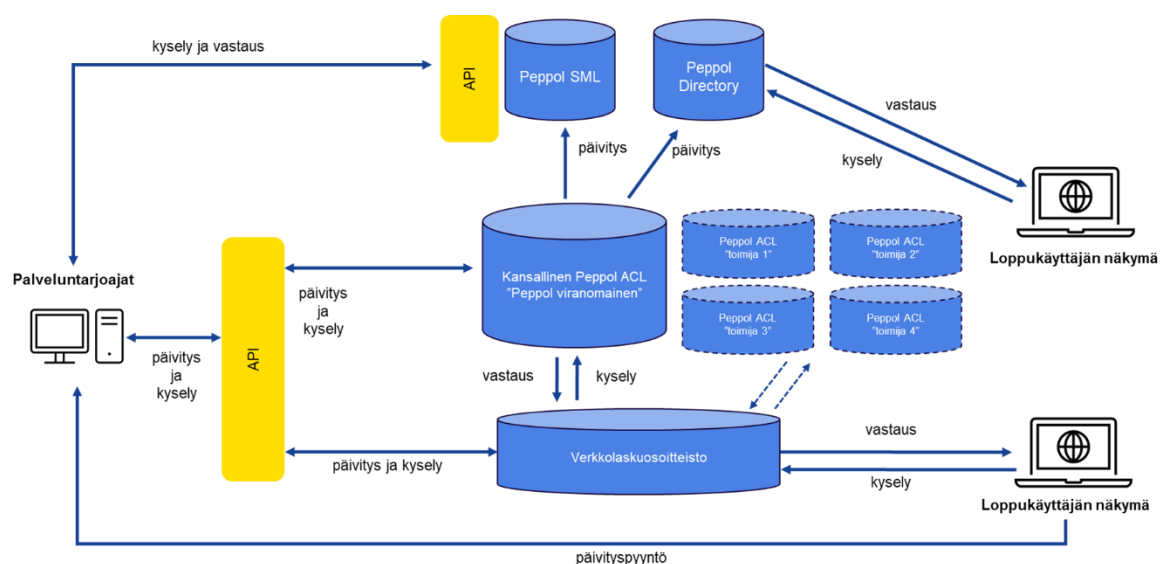 kysely ja vastaus
API
Peppol SML
Peppol
Directory
vastaus
kysely
päivitys
päivitys
Loppukäyttäjän näkymä
Palveluntarjoajat
päivitys
ja
kysely
API
päivitys
ja
kysely
Kansallinen Peppol ACL
"Peppol viranomainen"
Peppol ACL
"toimija 1"
Peppol ACL
"toimija 2"
Peppol ACL
"toimija 3"
Peppol ACL
"toimija 4"
vastaus
kysely
päivitys ja kysely
Verkkolaskuosoitteisto
vastaus
kysely
Loppukäyttäjän näkymä
päivityspyyntö